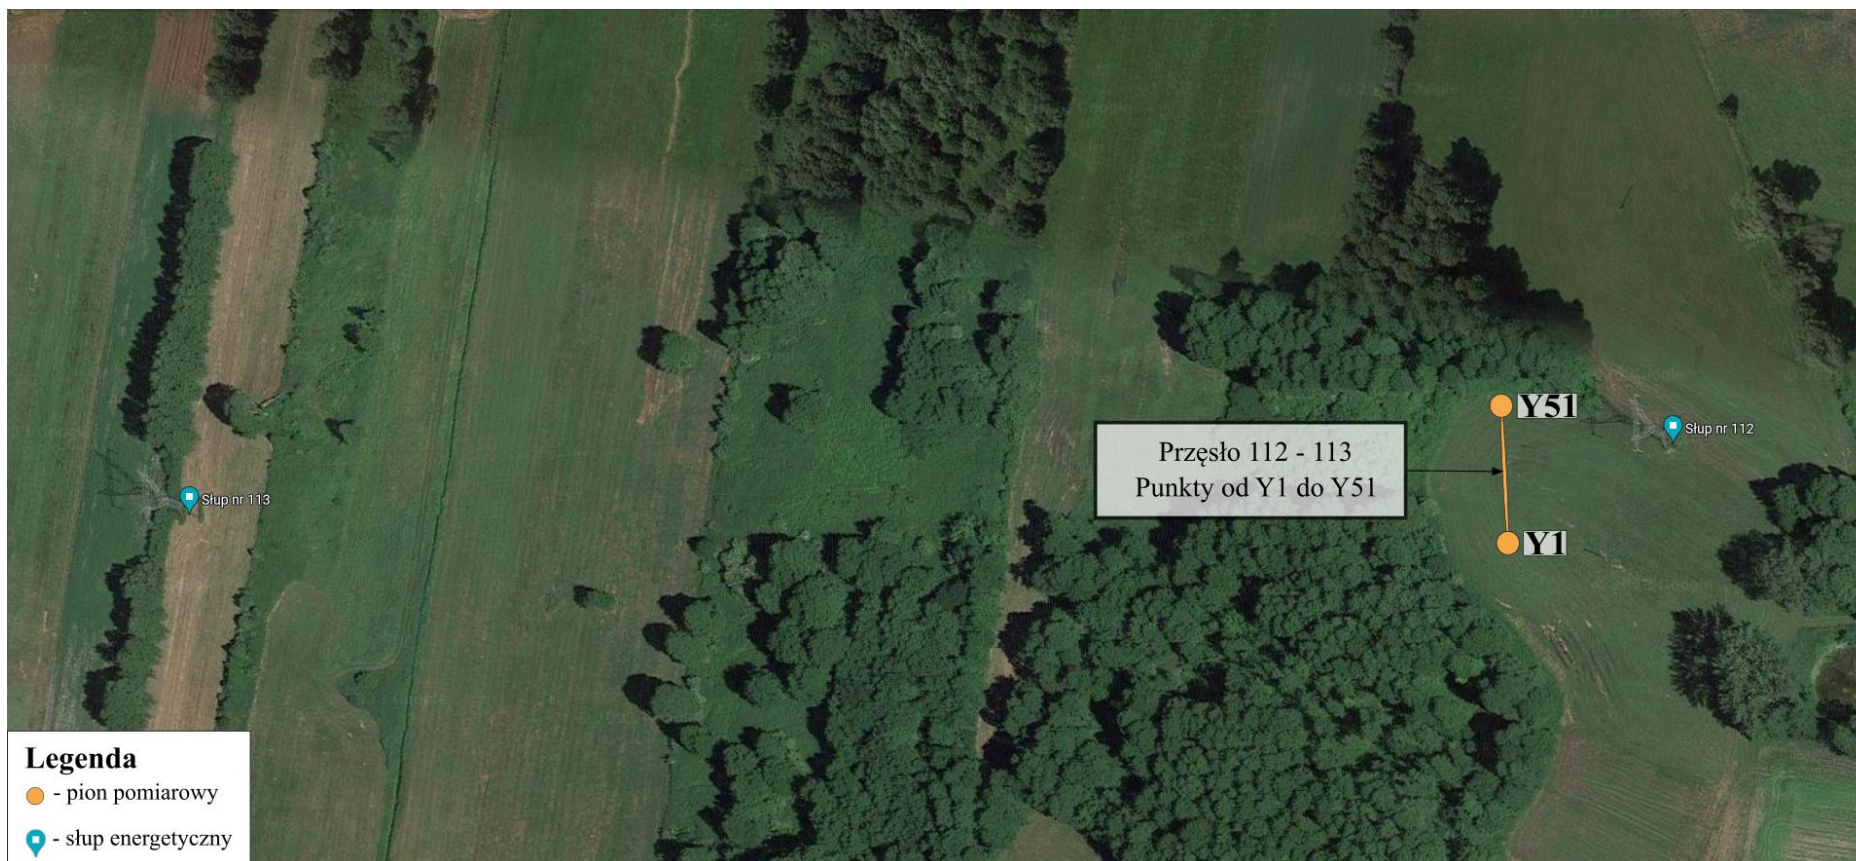 Y51
Słup nr 112
Przęsło 112 - 113
Punkty od Y1 do Y51
Słup nr 113
Y1
Legenda
- pion pomiarowy
- słup energetyczny